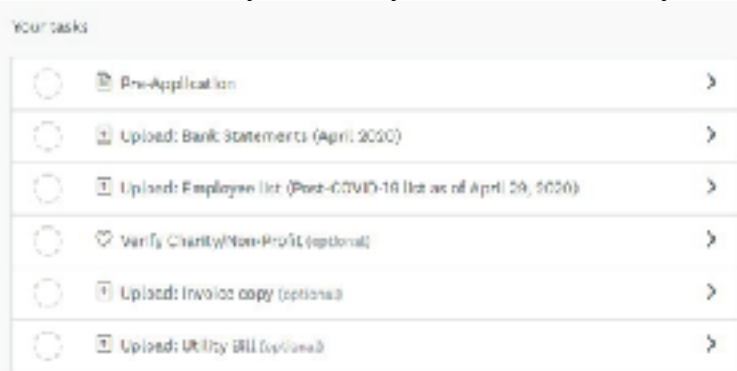 Your tasks
Pre-Application
Upload: Bank Statements (April 2020)
Upload: Employee list (Post-COVID-19 list as of April 29, 2020)
Verify Charity/Non-Profit (optional)
Upload: Invoice copy (optional)
Upload: Utility Bill (optional)